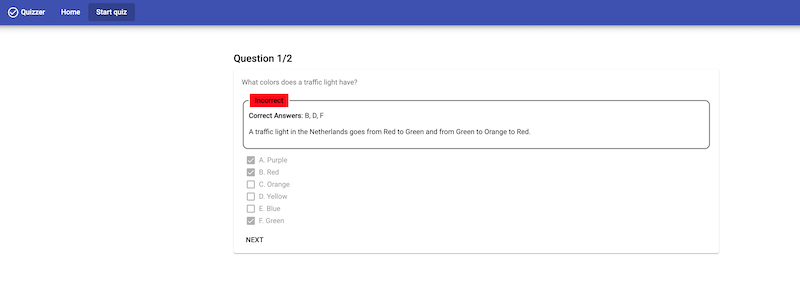 Quizzer Home Start quiz
Question 1/2
What colors does a traffic light have?
Incorrect
Correct Answers: B, D, F
A traffic light in the Netherlands goes from Red to Green and from Green to Orange to Red.
A. Purple
B. Red
C. Orange
D. Yellow
E. Blue
F. Green
NEXT